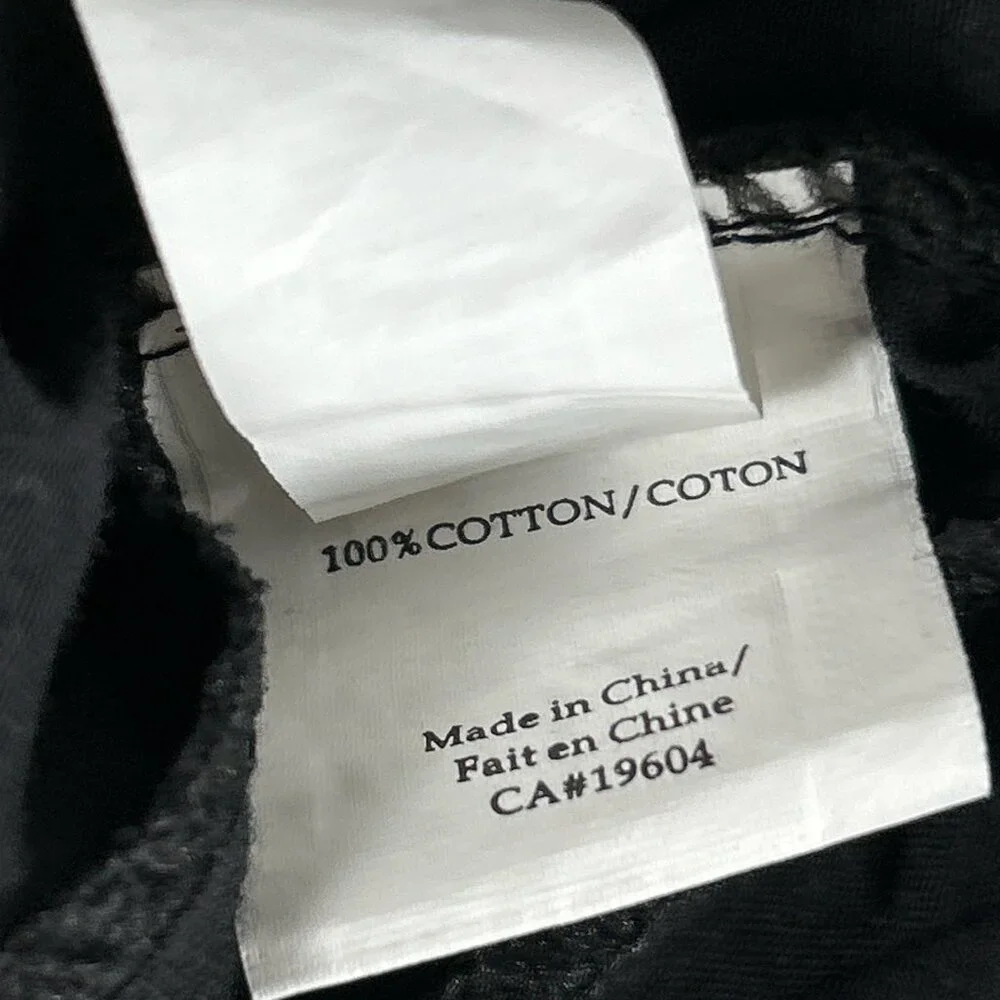 100% COTTON/COTON
Made in China/
Fait en Chine
CA#19604